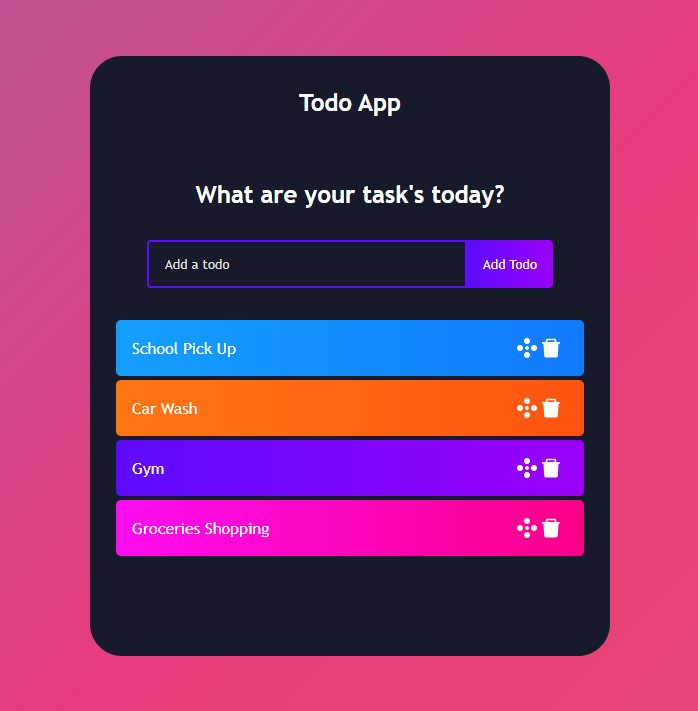 Todo App
What are your task's today?
Add a todo
Add Todo
School Pick Up
Car Wash
Gym
Groceries Shopping